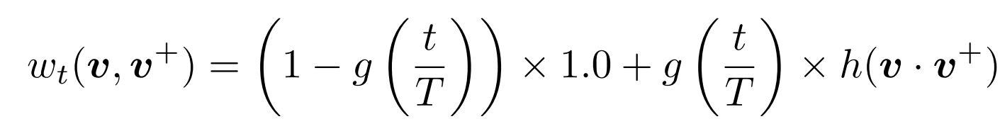 w_t(𝒗, 𝒗⁺) = (1 − g(t/T)) × 1.0 + g(t/T) × h(𝒗 · 𝒗⁺)